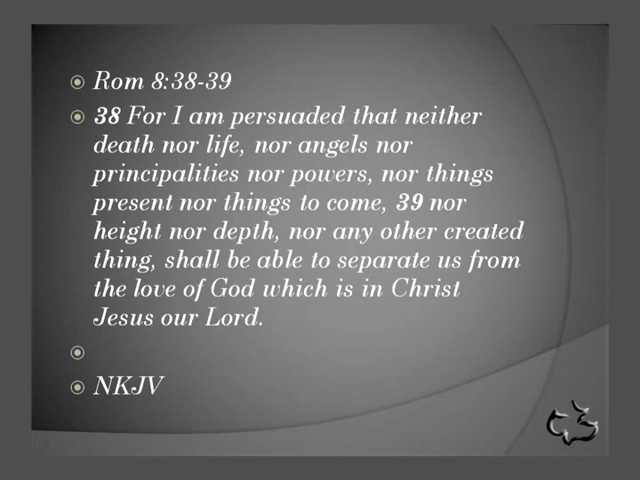 Rom 8:38-39
38 For I am persuaded that neither
death nor life, nor angels nor
principalities nor powers, nor things
present nor things to come, 39 nor
height nor depth, nor any other created
thing, shall be able to separate us from
the love of God which is in Christ
Jesus our Lord.
NKJV